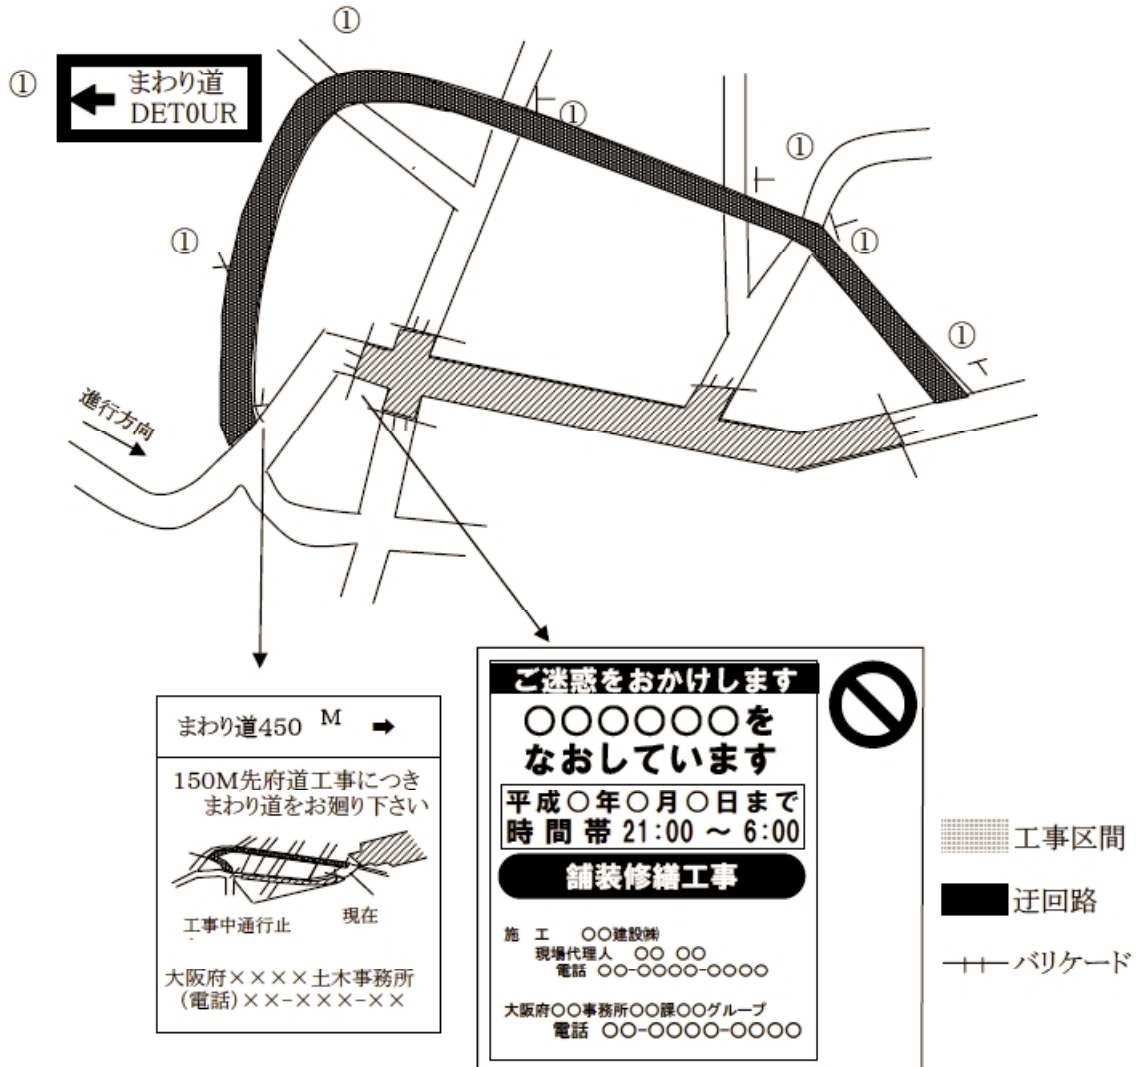 ①
①
まわり道
DETOUR
①
①
①
①
①
進行方向
まわり道450 M
150M先府道工事につき
まわり道をお廻り下さい
工事中通行止
現在
大阪府××××土木事務所
(電話)××-×××-××
ご迷惑をおかけします
○○○○○○を
なおしています
平成○年○月○日まで
時間帯 21:00 ～ 6:00
舗装修繕工事
施 工 ○○建設㈱
現場代理人 ○○ ○○
電話 ○○-○○○○-○○○○
大阪府○○事務所○○課○○グループ
電話 ○○-○○○○-○○○○
工事区間
迂回路
バリケード